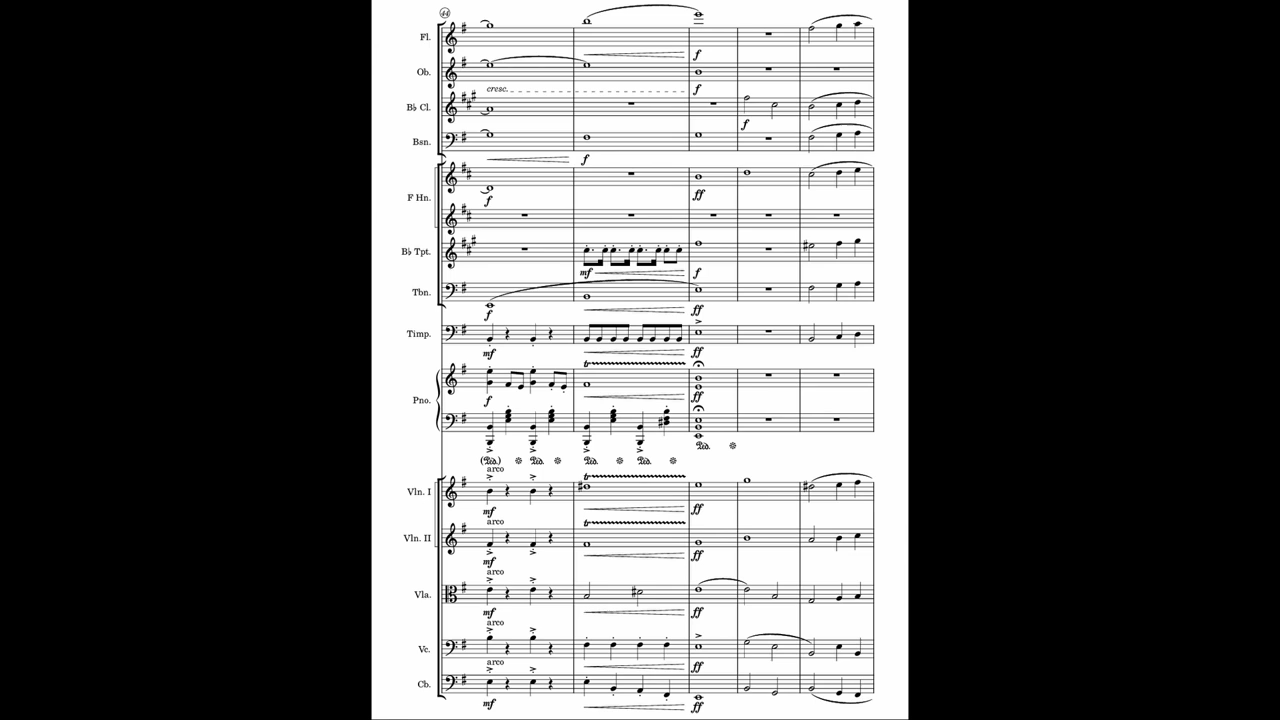 44
Fl.
f
Ob.
cresc.
f
B♭ Cl.
f
Bsn.
f
F Hn.
f
ff
B♭ Tpt.
mf
f
Tbn.
f
ff
Timp.
mf
ff
tr
Pno.
f
ff
(Ped.) Ped. Ped. Ped. Ped.
arco
tr
Vln. I
mf
ff
arco
tr
Vln. II
mf
ff
arco
Vla.
mf
ff
arco
Vc.
ff
arco
Cb.
mf
ff